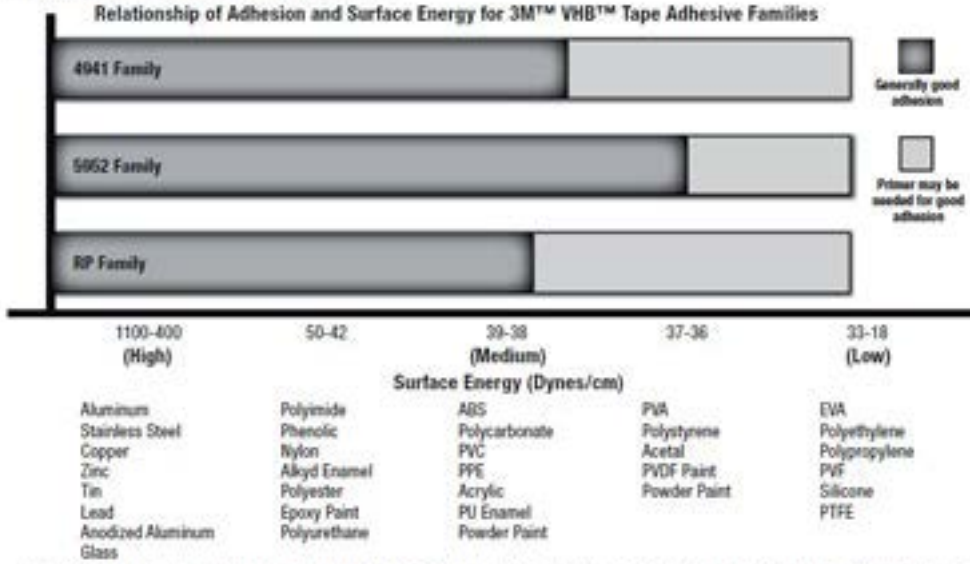 Relationship of Adhesion and Surface Energy for 3M™ VHB™ Tape Adhesive Families
4941 Family
5952 Family
RP Family
Generally good
adhesion
Primer may be
needed for good
adhesion
1100-400
(High)
50-42
39-38
(Medium)
37-36
33-18
(Low)
Surface Energy (Dynes/cm)
Aluminum
Stainless Steel
Copper
Zinc
Tin
Lead
Anodized Aluminum
Glass
Polyimide
Phenolic
Nylon
Alkyd Enamel
Polyester
Epoxy Paint
Polyurethane
ABS
Polycarbonate
PVC
PPE
Acrylic
PU Enamel
Powder Paint
PVA
Polystyrene
Acetal
PVDF Paint
Powder Paint
EVA
Polyethylene
Polypropylene
PVF
Silicone
PTFE